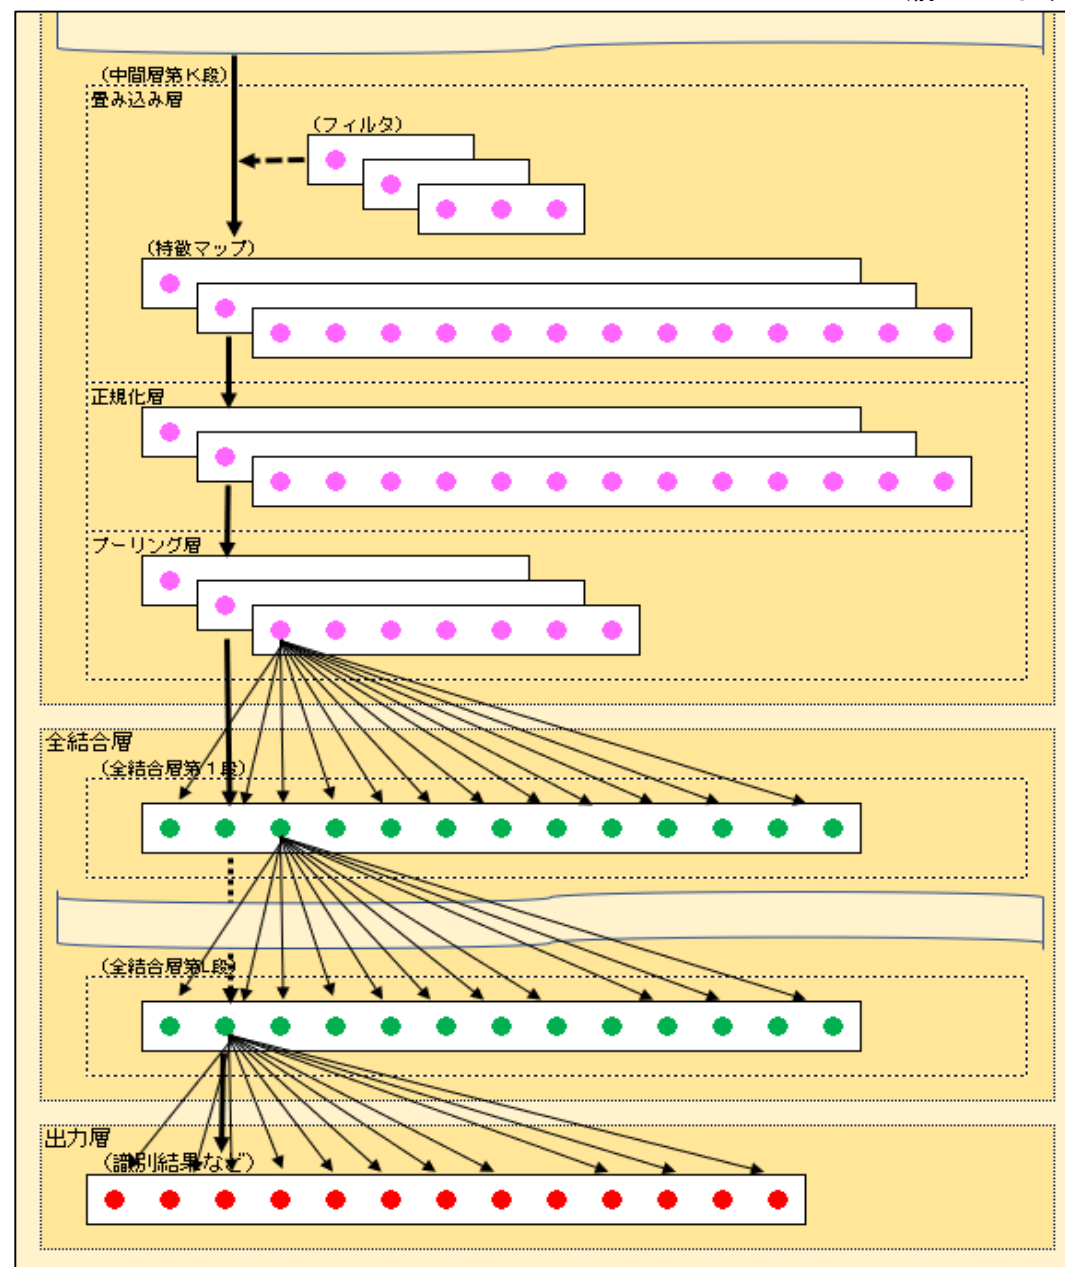 (中間層第K段)
畳み込み層
(フィルタ)
(特徴マップ)
正規化層
プーリング層
全結合層
(全結合層第1段)
(全結合層第L段)
出力層
(識別結果など)